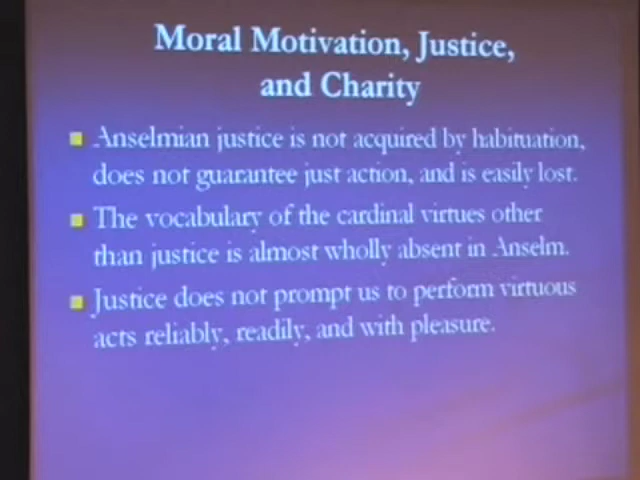 Moral Motivation, Justice,
and Charity
Anselmian justice is not acquired by habituation,
does not guarantee just action, and is easily lost.
The vocabulary of the cardinal virtues other
than justice is almost wholly absent in Anselm.
Justice does not prompt us to perform virtuous
acts reliably, readily, and with pleasure.